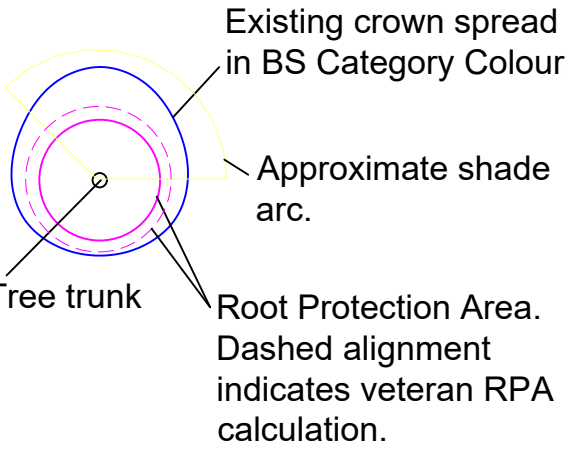 Existing crown spread
in BS Category Colour
Approximate shade
arc.
Tree trunk
Root Protection Area.
Dashed alignment
indicates veteran RPA
calculation.